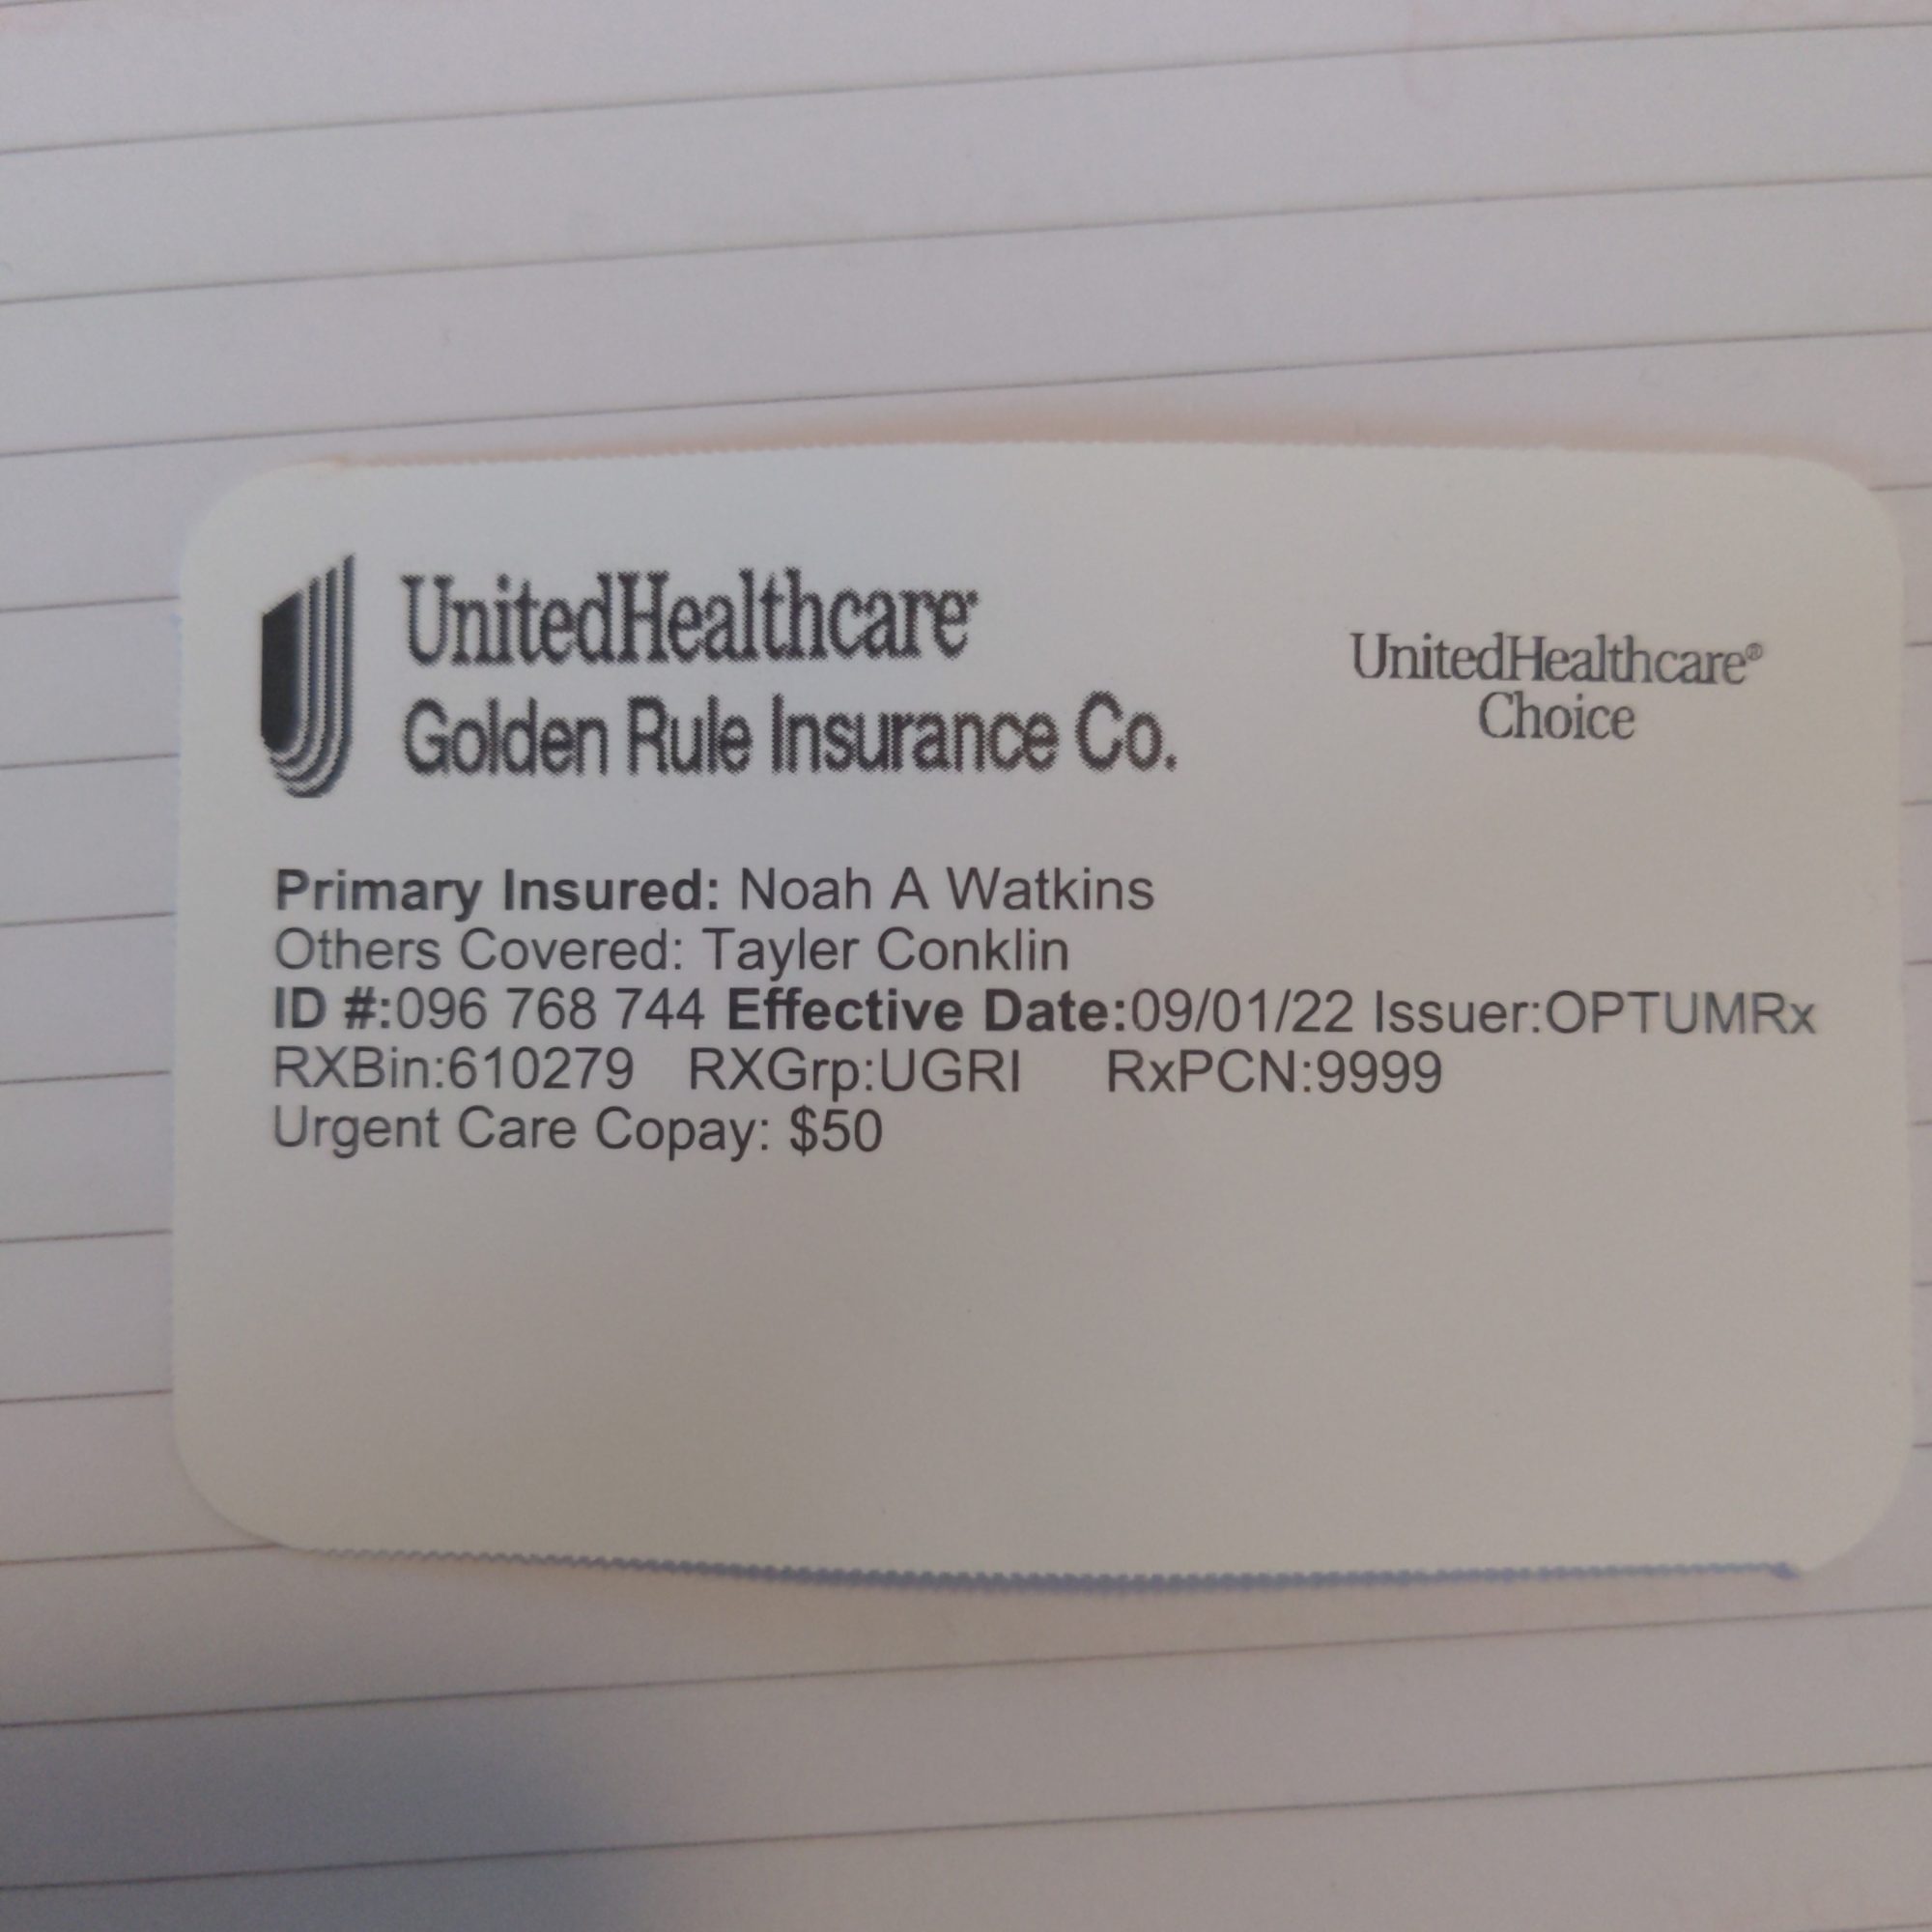 UnitedHealthcare
Golden Rule Insurance Co.
UnitedHealthcare®
Choice
Primary Insured: Noah A Watkins
Others Covered: Tayler Conklin
ID #:096 768 744 Effective Date:09/01/22 Issuer:OPTUMRx
RXBin:610279 RXGrp:UGRI RxPCN:9999
Urgent Care Copay: $50